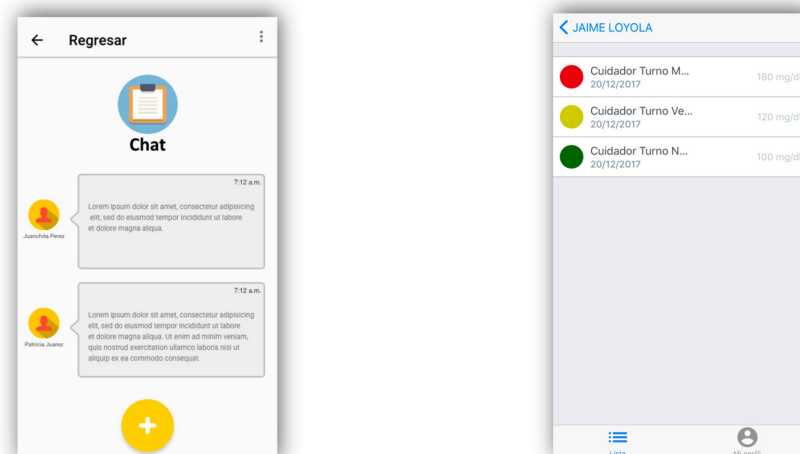 Regresar
Chat
7:12 a.m.
Lorem ipsum dolor sit amet, consectetur adipisicing
elit, sed do eiusmod tempor incididunt ut labore
et dolore magna aliqua.
Juanchita Perez
7:12 a.m.
Lorem ipsum dolor sit amet, consectetur adipisicing
elit, sed do eiusmod tempor incididunt ut labore
et dolore magna aliqua. Ut enim ad minim veniam,
quis nostrud exercitation ullamco laboris nisi ut
aliquip ex ea commodo consequat.
Patricia Juarez
JAIME LOYOLA
Cuidador Turno M...
20/12/2017
180 mg/dl
Cuidador Turno Ve...
20/12/2017
120 mg/dl
Cuidador Turno N...
20/12/2017
100 mg/dl
Lista
Mi perfil